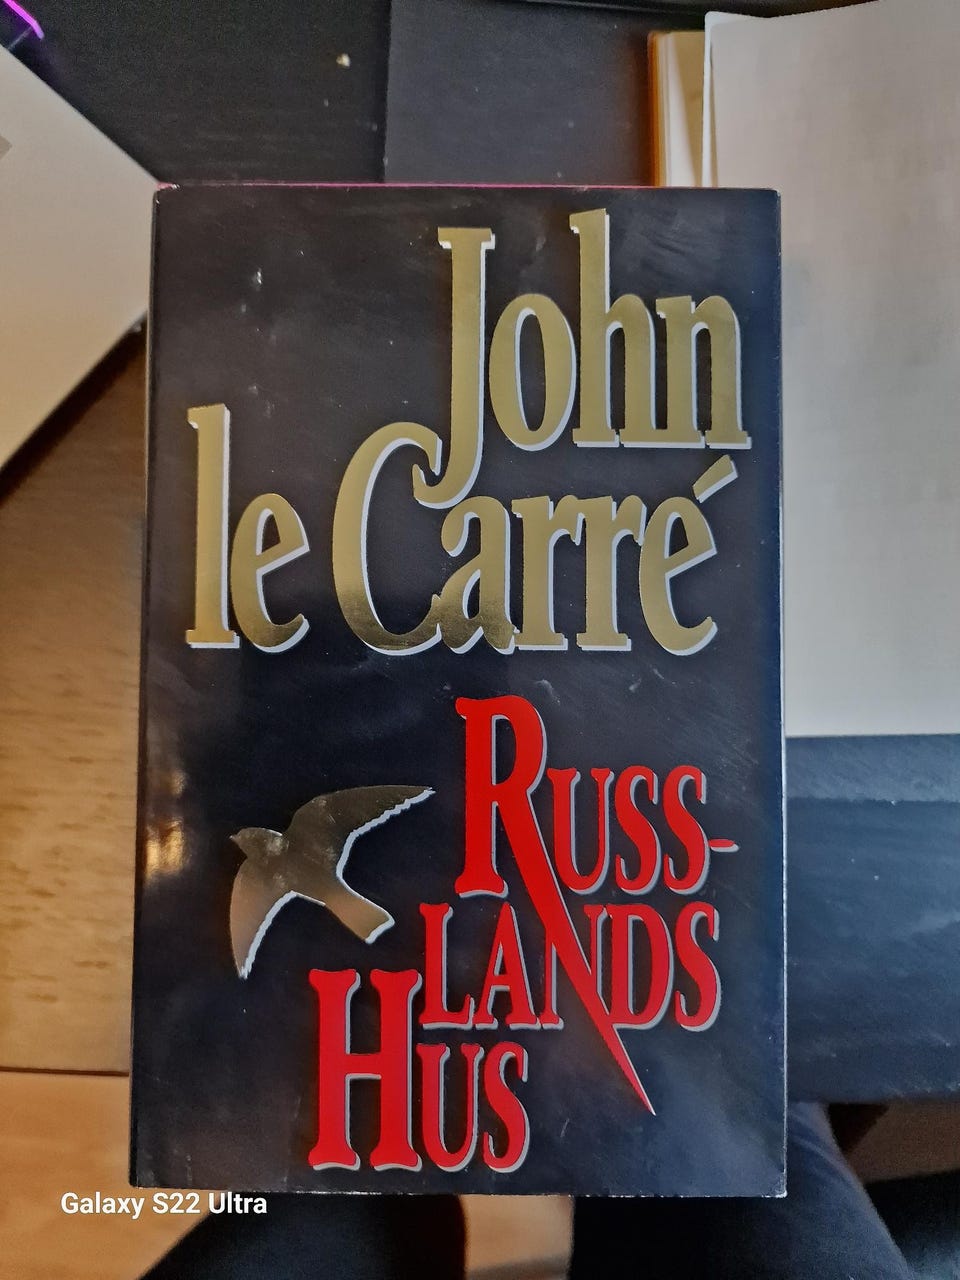 John
le Carré
RUSS-
LANDS
HUS
Galaxy S22 Ultra